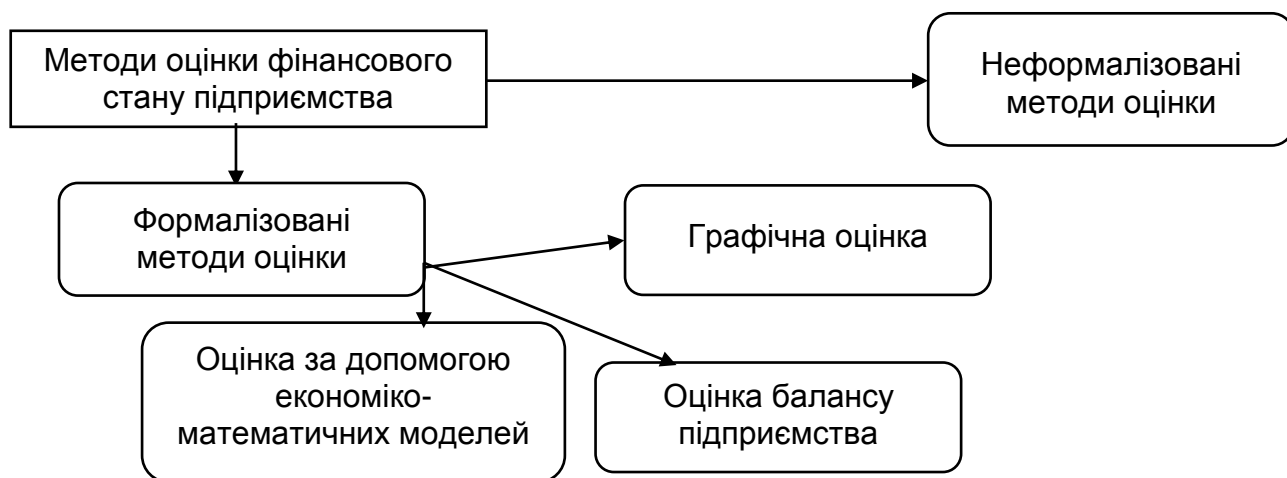 Методи оцінки фінансового
стану підприємства
Неформалізовані
методи оцінки
Формалізовані
методи оцінки
Графічна оцінка
Оцінка за допомогою
економіко-
математичних моделей
Оцінка балансу
підприємства